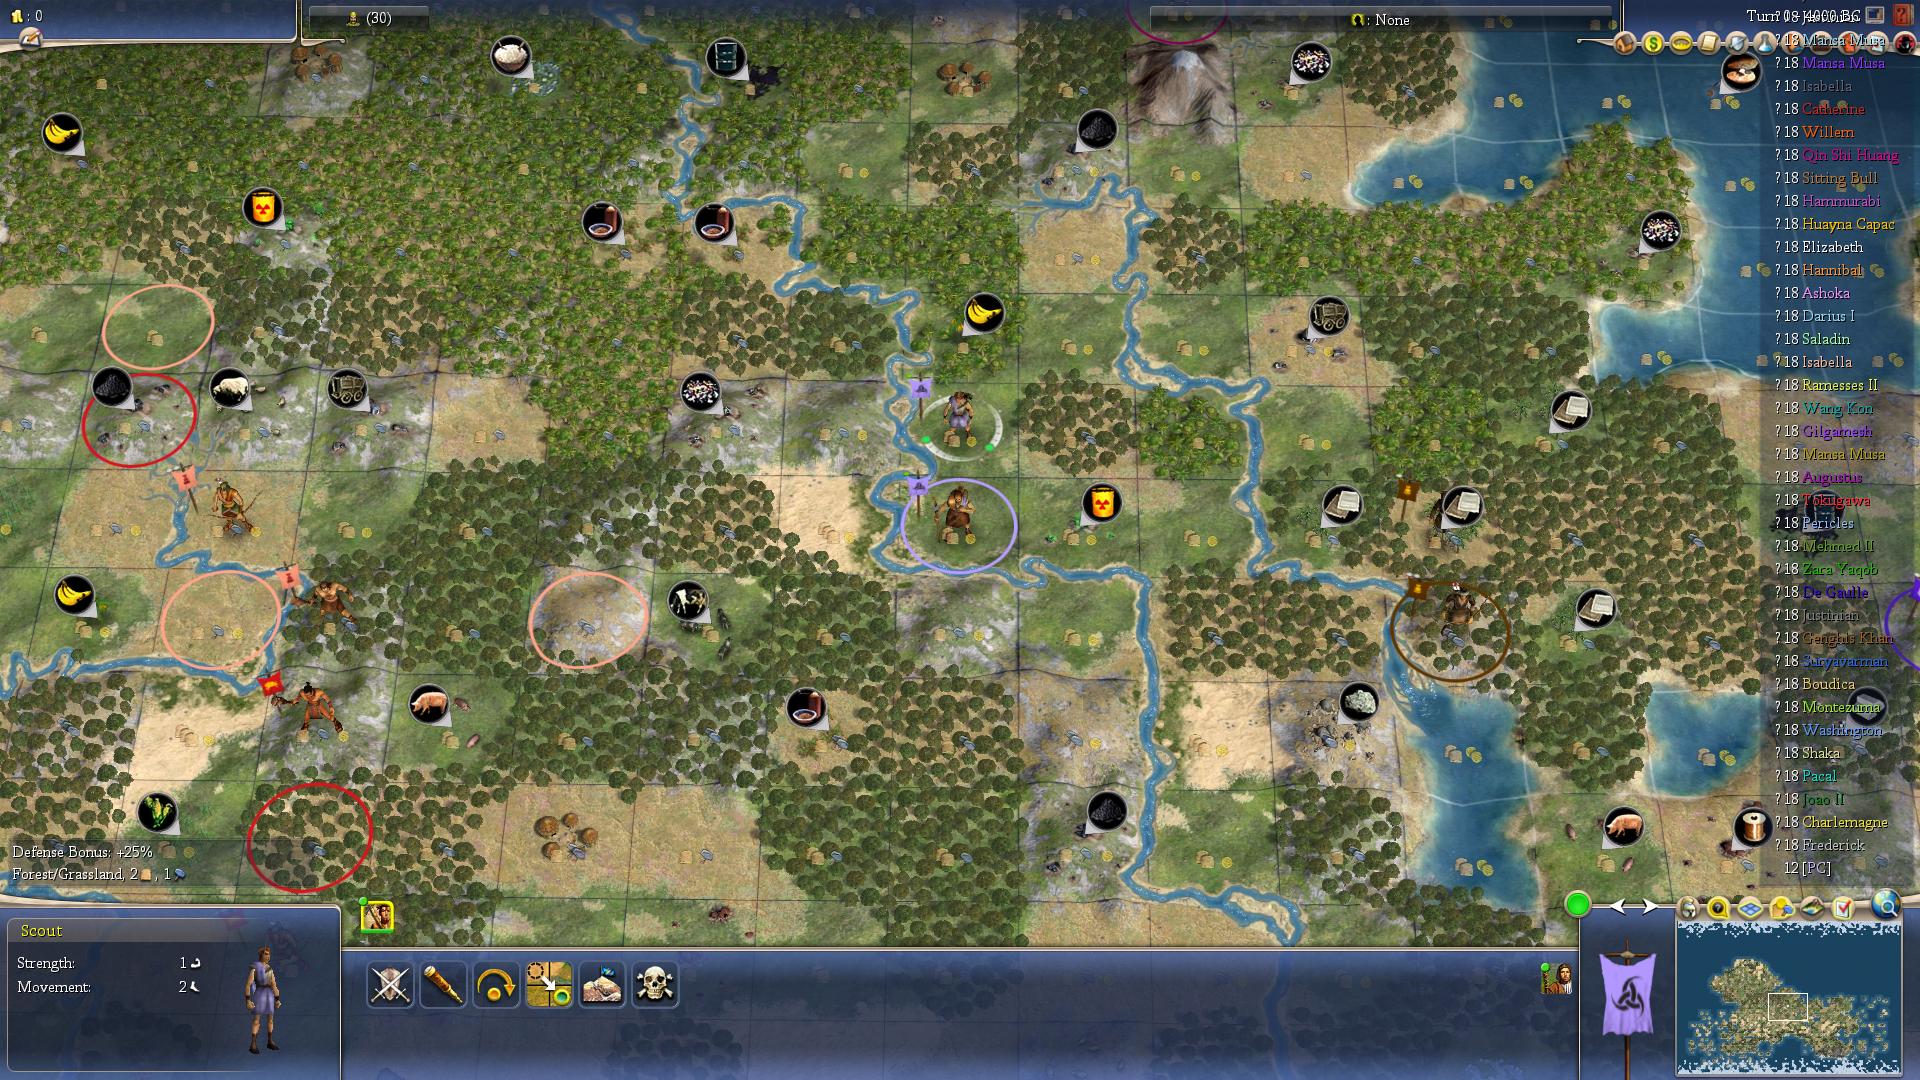 : 0
(30)
: None
Turn 0 - 4000 BC
? 18 Mansa Musa
? 18 Mansa Musa
? 18 Isabella
? 18 Catherine
? 18 Willem
? 18 Qin Shi Huang
? 18 Sitting Bull
? 18 Hammurabi
? 18 Huayna Capac
? 18 Elizabeth
? 18 Hannibal
? 18 Ashoka
? 18 Darius I
? 18 Saladin
? 18 Isabella
? 18 Ramesses II
? 18 Wang Kon
? 18 Gilgamesh
? 18 Mansa Musa
? 18 Augustus
? 18 Tokugawa
? 18 Pericles
? 18 Mehmed II
? 18 Zara Yaqob
? 18 De Gaulle
? 18 Justinian
? 18 Genghis Khan
? 18 Suryavarman
? 18 Boudica
? 18 Montezuma
? 18 Washington
? 18 Shaka
? 18 Pacal
? 18 Joao II
? 18 Charlemagne
? 18 Frederick
12 [PC]
Defense Bonus: +25%
Forest/Grassland, 2 , 1
Scout
Strength: 1
Movement: 2